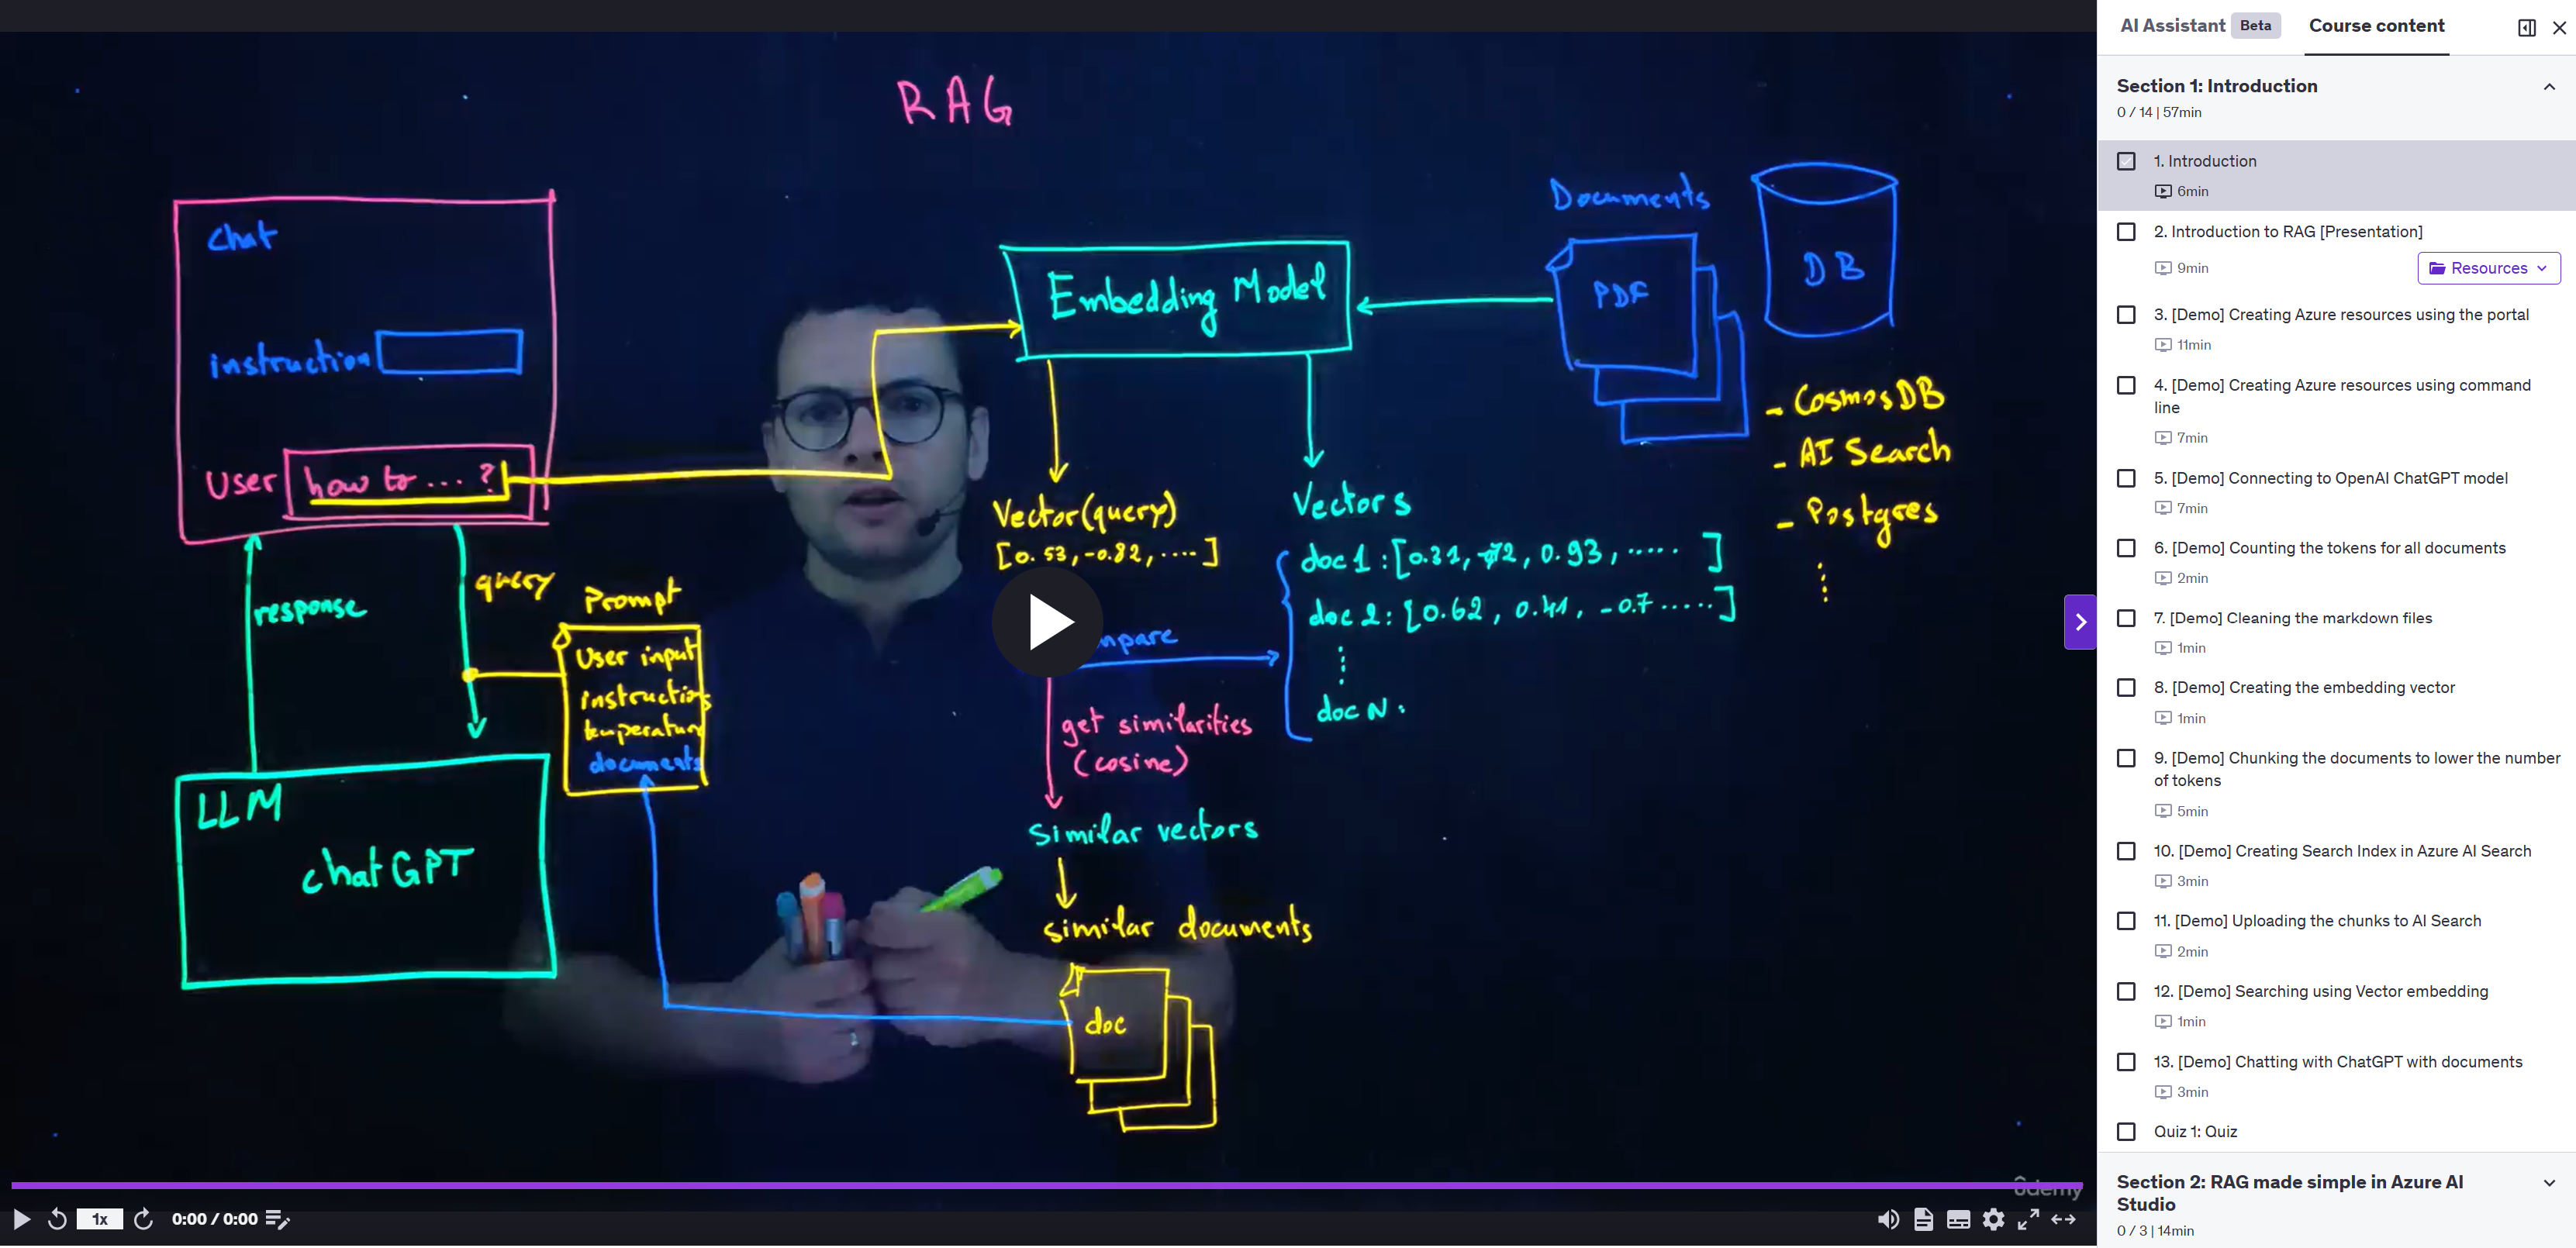 RAG
chat
instruction
User how to .... ?
response
query
Prompt
User input
instructions
temperature
documents
LLM
chatGPT
Embedding Model
Documents
PDF
DB
- CosmosDB
- AI Search
- Postgres
Vector(query)
[0.53, -0.82, ....]
Vectors
doc 1 : [0.31, 
0.93, ..... ]
doc 2 : [0.62, 0.41, -0.7 .....]
doc N :
get similarities
(cosine)
similar vectors
similar documents
doc
udemy
1x
0:00 / 0:00
AI Assistant Beta Course content
Section 1: Introduction
0 / 14 | 57min
1. Introduction
6min
2. Introduction to RAG [Presentation]
9min
Resources
3. [Demo] Creating Azure resources using the portal
11min
4. [Demo] Creating Azure resources using command
line
7min
5. [Demo] Connecting to OpenAI ChatGPT model
7min
6. [Demo] Counting the tokens for all documents
2min
7. [Demo] Cleaning the markdown files
1min
8. [Demo] Creating the embedding vector
1min
9. [Demo] Chunking the documents to lower the number
of tokens
5min
10. [Demo] Creating Search Index in Azure AI Search
3min
11. [Demo] Uploading the chunks to AI Search
2min
12. [Demo] Searching using Vector embedding
1min
13. [Demo] Chatting with ChatGPT with documents
3min
Quiz 1: Quiz
Section 2: RAG made simple in Azure AI
Studio
0 / 3 | 14min